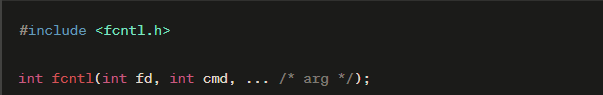 #include <fcntl.h>
int fcntl(int fd, int cmd, ... /* arg */);